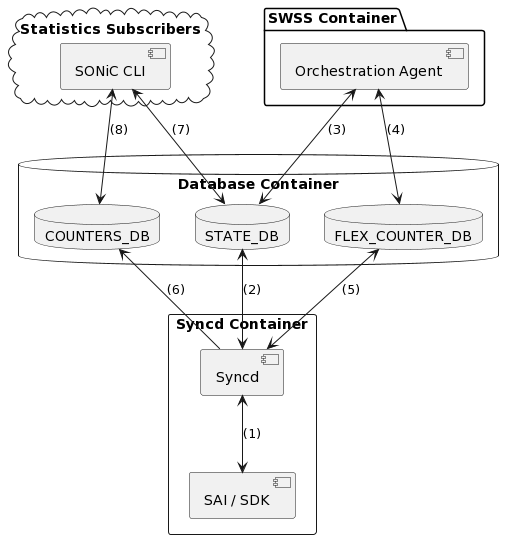 Statistics Subscribers
SONiC CLI
SWSS Container
Orchestration Agent
(8)
(7)
(3)
(4)
Database Container
COUNTERS_DB
STATE_DB
FLEX_COUNTER_DB
(6)
(2)
(5)
Syncd Container
Syncd
(1)
SAI / SDK